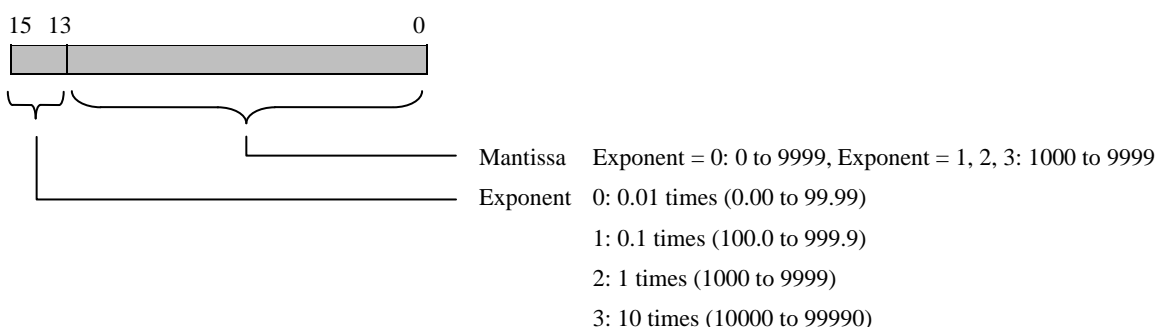 15 13 0
Mantissa Exponent = 0: 0 to 9999, Exponent = 1, 2, 3: 1000 to 9999
Exponent 0: 0.01 times (0.00 to 99.99)
1: 0.1 times (100.0 to 999.9)
2: 1 times (1000 to 9999)
3: 10 times (10000 to 99990)